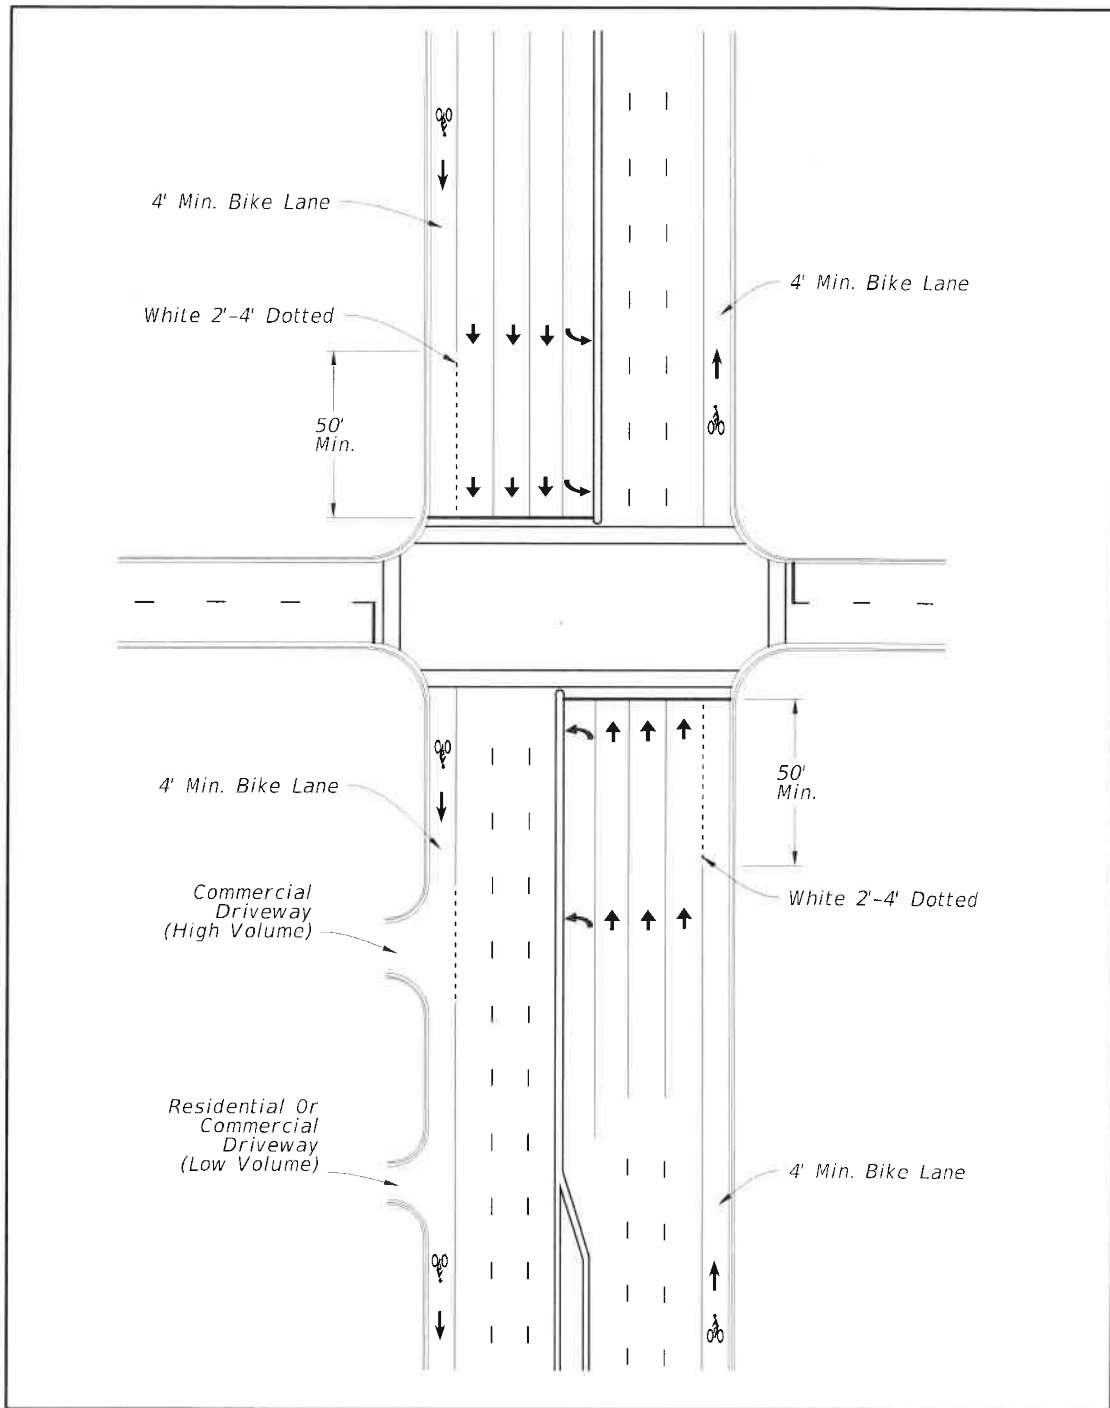 4' Min. Bike Lane
4' Min. Bike Lane
White 2'-4' Dotted
50'
Min.
4' Min. Bike Lane
50'
Min.
Commercial
Driveway
(High Volume)
White 2'-4' Dotted
Residential Or
Commercial
Driveway
(Low Volume)
4' Min. Bike Lane